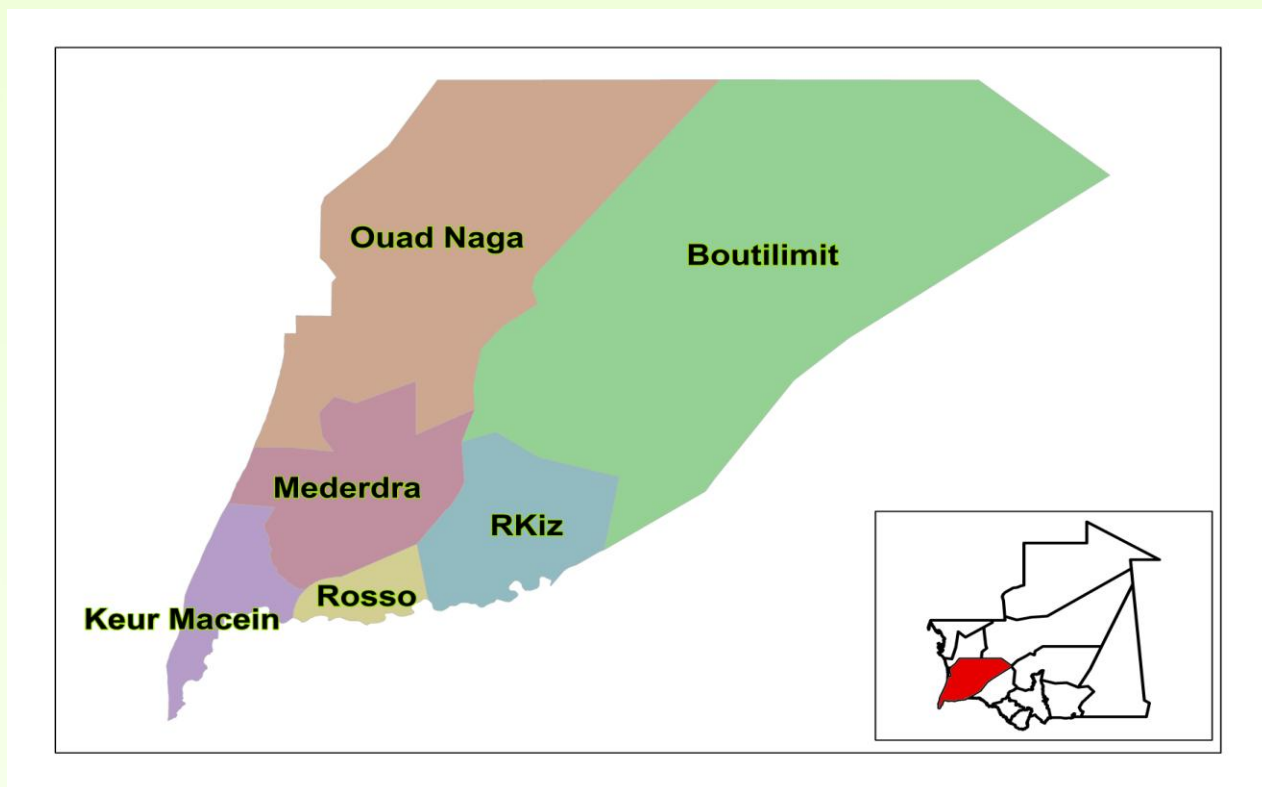 Ouad Naga
Boutilimit
Mederdra
RKiz
Rosso
Keur Macein